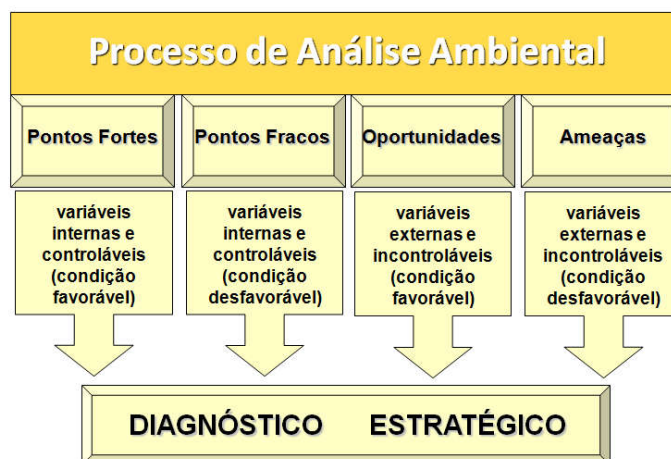 Processo de Análise Ambiental
Pontos Fortes
Pontos Fracos
Oportunidades
Ameaças
variáveis
internas e
controláveis
(condição
favorável)
variáveis
internas e
controláveis
(condição
desfavorável)
variáveis
externas e
incontroláveis
(condição
favorável)
variáveis
externas e
incontroláveis
(condição
desfavorável)
DIAGNÓSTICO ESTRATÉGICO